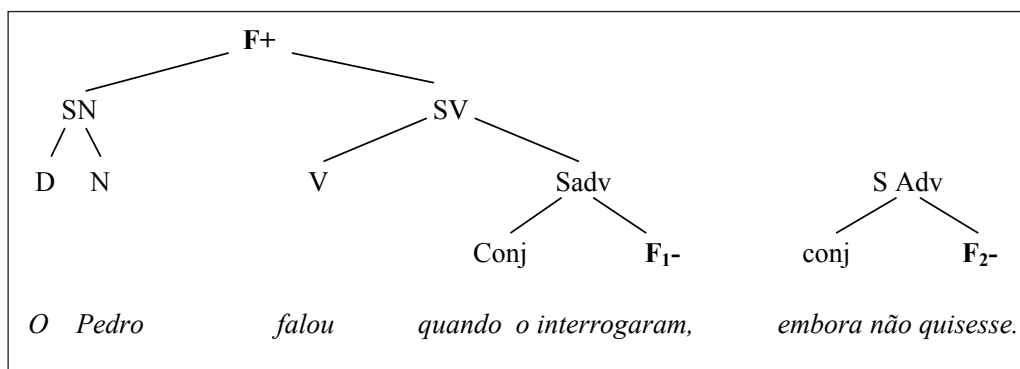 F+
SN SV
D N V Sadv S Adv
Conj F₁- conj F₂-
O Pedro falou quando o interrogaram, embora não quisesse.